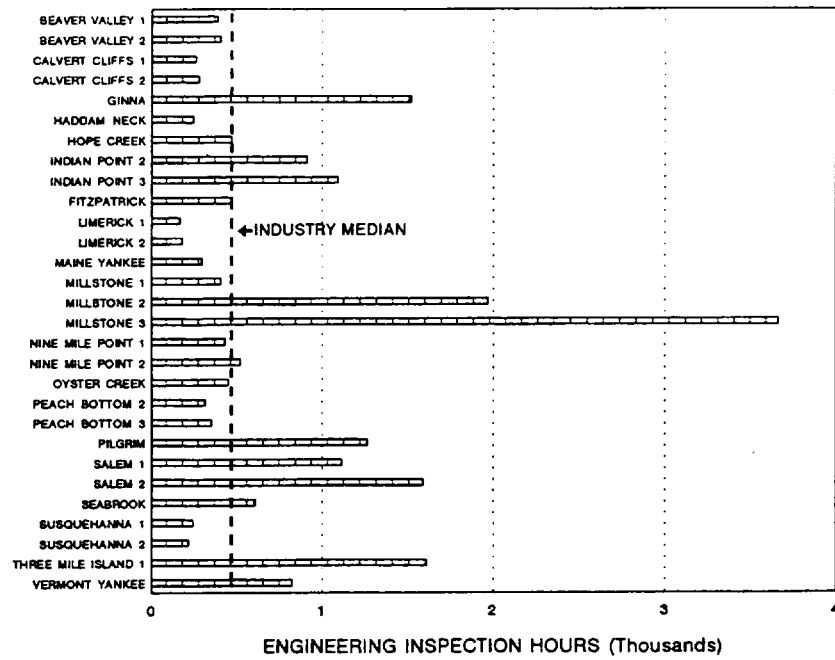 BEAVER VALLEY 1
BEAVER VALLEY 2
CALVERT CLIFFS 1
CALVERT CLIFFS 2
GINNA
HADDAM NECK
HOPE CREEK
INDIAN POINT 2
INDIAN POINT 3
FITZPATRICK
LIMERICK 1
←INDUSTRY MEDIAN
LIMERICK 2
MAINE YANKEE
MILLSTONE 1
MILLSTONE 2
MILLSTONE 3
NINE MILE POINT 1
NINE MILE POINT 2
OYSTER CREEK
PEACH BOTTOM 2
PEACH BOTTOM 3
PILGRIM
SALEM 1
SALEM 2
SEABROOK
SUSQUEHANNA 1
SUSQUEHANNA 2
THREE MILE ISLAND 1
VERMONT YANKEE
0 1 2 3 4
ENGINEERING INSPECTION HOURS (Thousands)